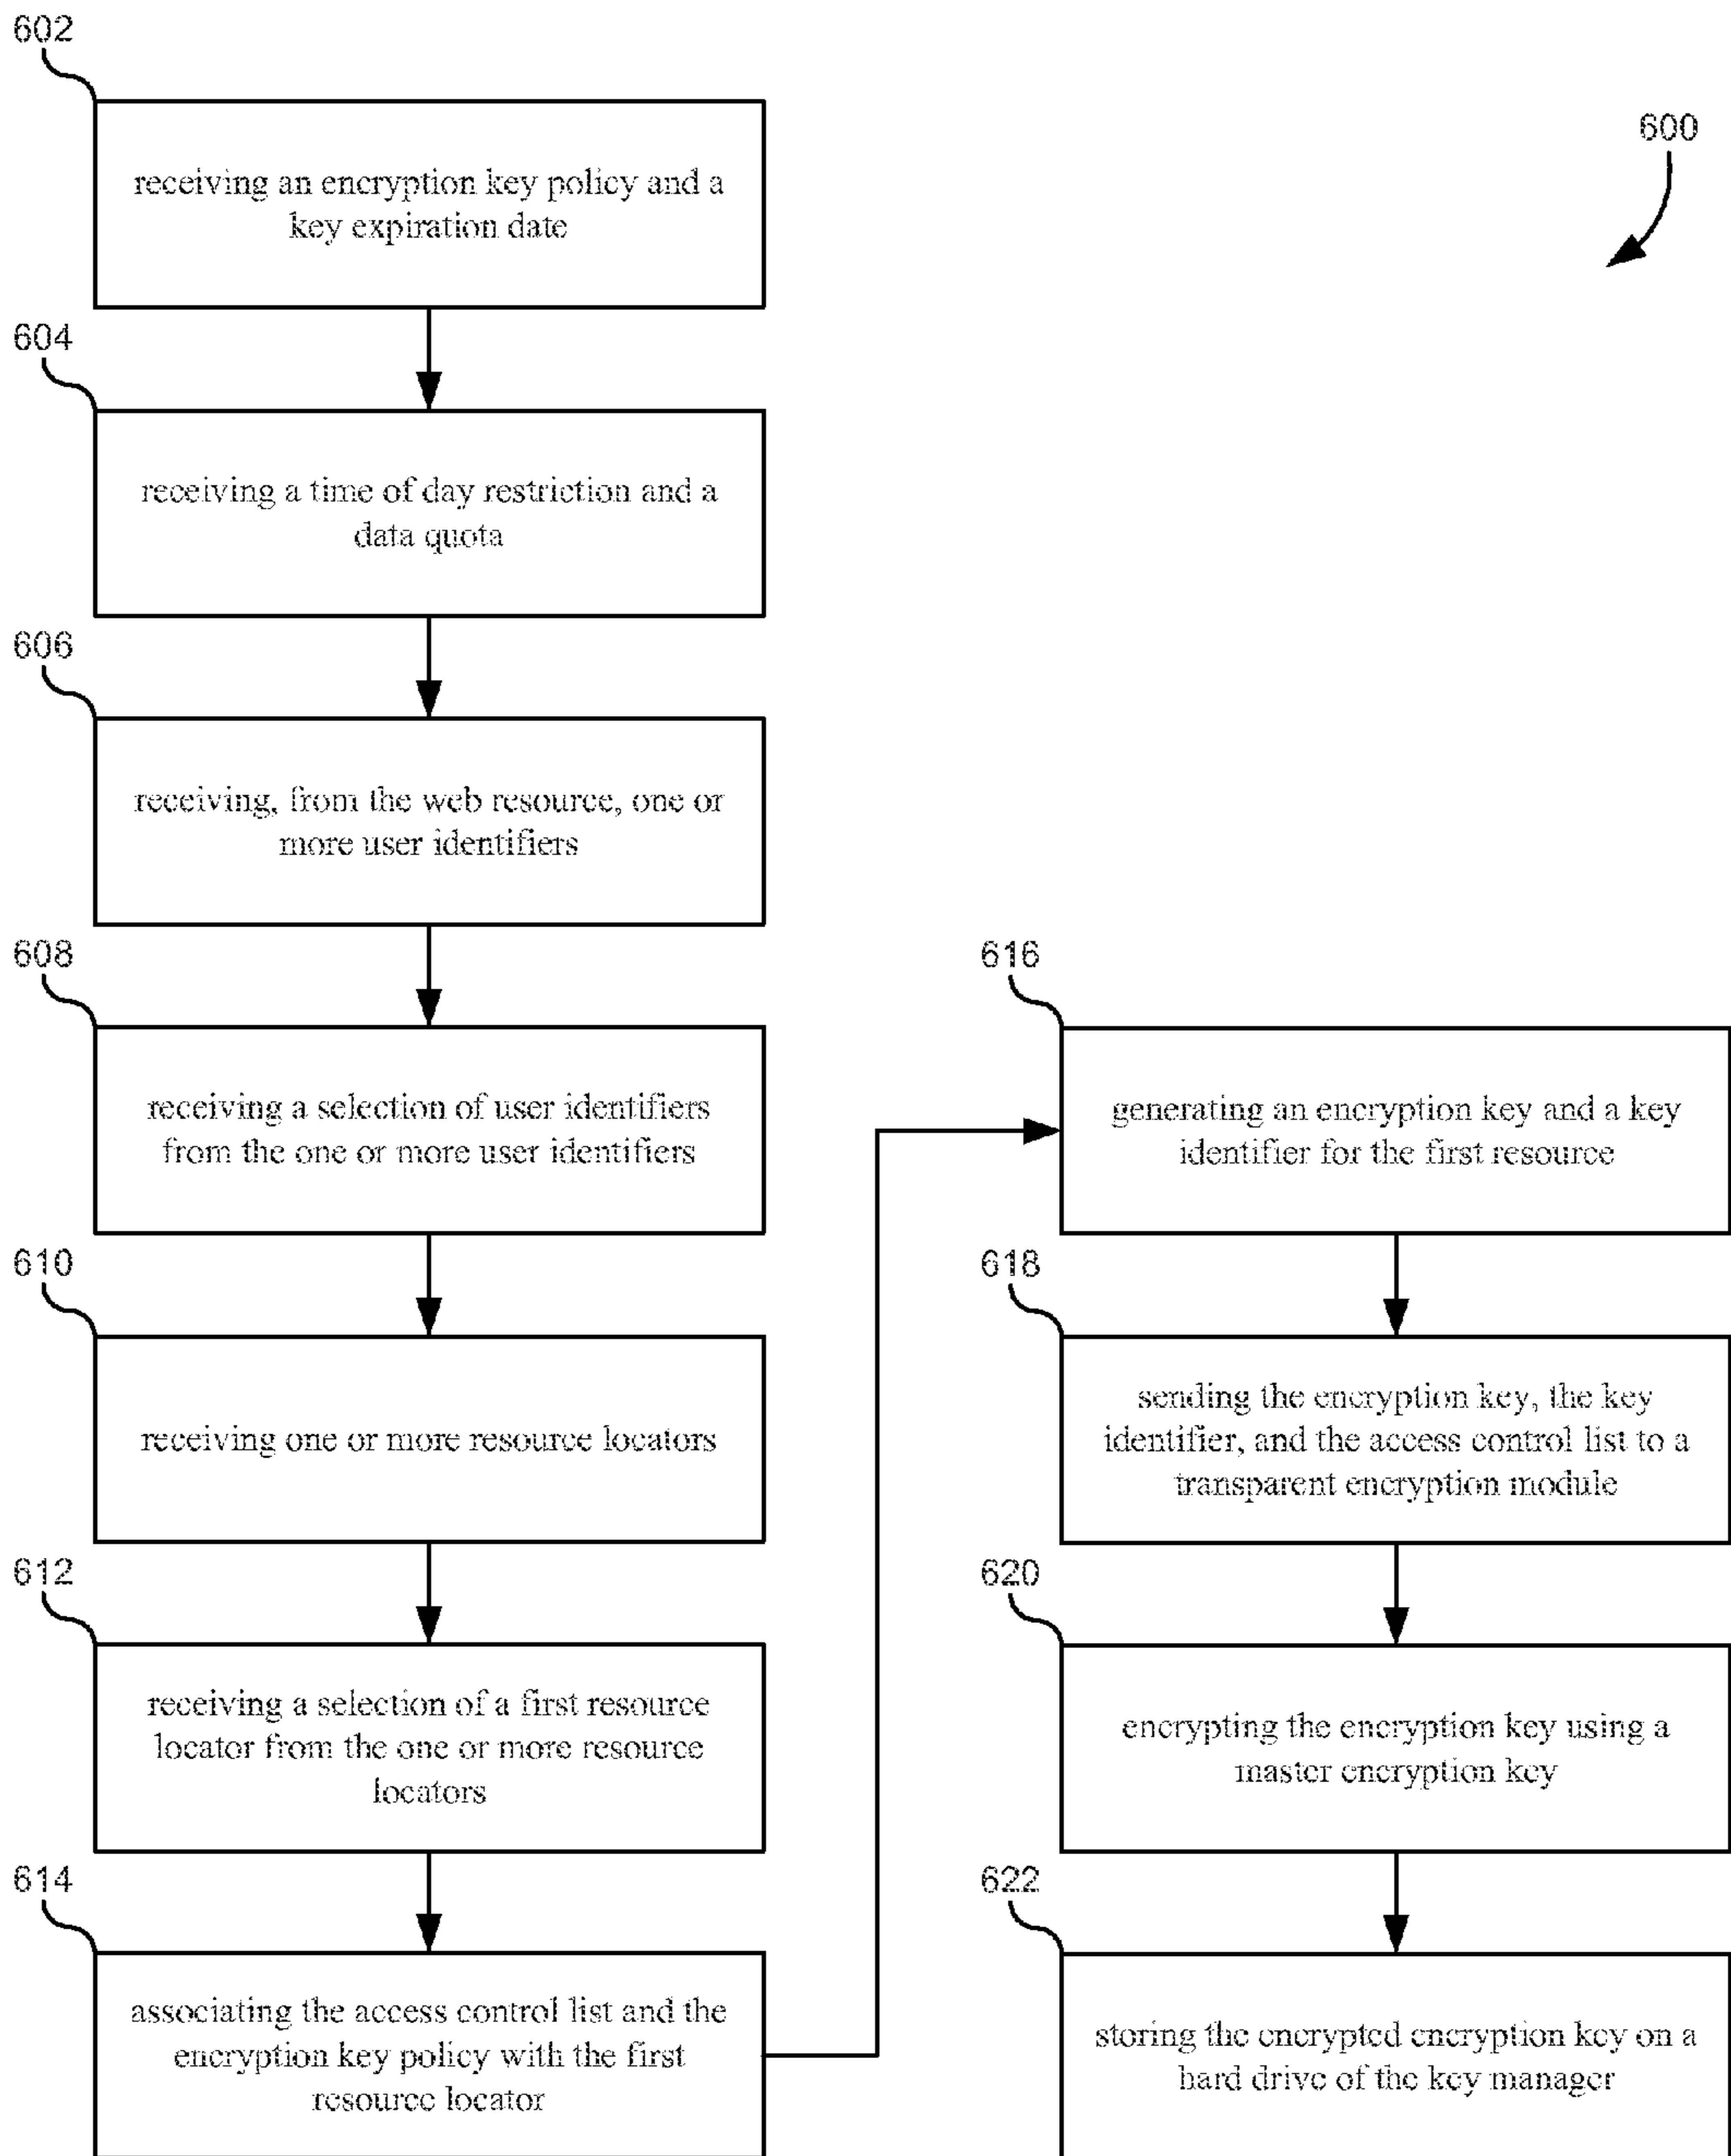 602
receiving an encryption key policy and a
key expiration date
600
604
receiving a time of day restriction and a
data quota
606
receiving, from the web resource, one or
more user identifiers
608
receiving a selection of user identifiers
from the one or more user identifiers
610
receiving one or more resource locators
612
receiving a selection of a first resource
locator from the one or more resource
locators
614
associating the access control list and the
encryption key policy with the first
resource locator
616
generating an encryption key and a key
identifier for the first resource
618
sending the encryption key, the key
identifier, and the access control list to a
transparent encryption module
620
encrypting the encryption key using a
master encryption key
622
storing the encrypted encryption key on a
hard drive of the key manager